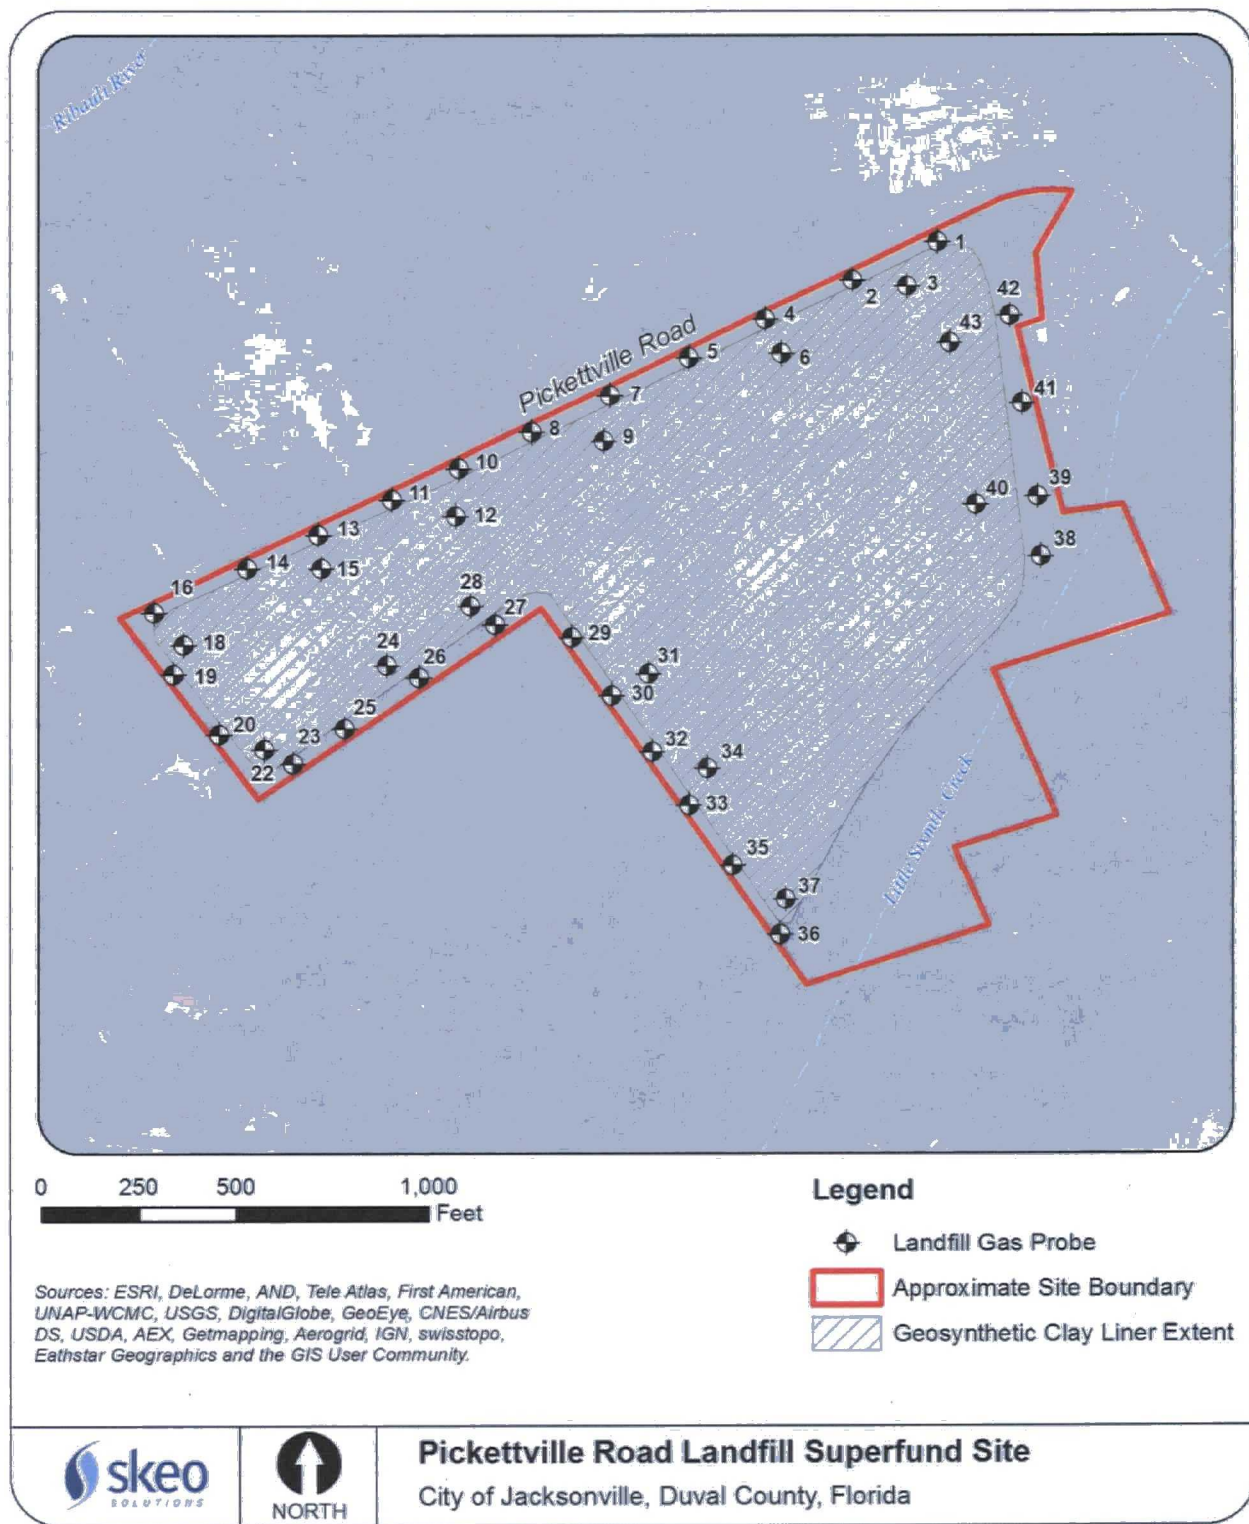 Ribault River
1
2
3
42
4
43
Pickettville Road
5
6
7
41
8
9
10
39
11
40
12
13
38
14
15
16
28
27
29
18
24
31
19
26
30
20
25
32
34
22
23
33
35
37
36
Little Sixmile Creek
0 250 500 1,000
Feet
Legend
Landfill Gas Probe
Approximate Site Boundary
Geosynthetic Clay Liner Extent
Sources: ESRI, DeLorme, AND, Tele Atlas, First American,
UNAP-WCMC, USGS, DigitalGlobe, GeoEye, CNES/Airbus
DS, USDA, AEX, Getmapping, Aerogrid, IGN, swisstopo,
Eathstar Geographics and the GIS User Community.
skeo
SOLUTIONS
NORTH
Pickettville Road Landfill Superfund Site
City of Jacksonville, Duval County, Florida